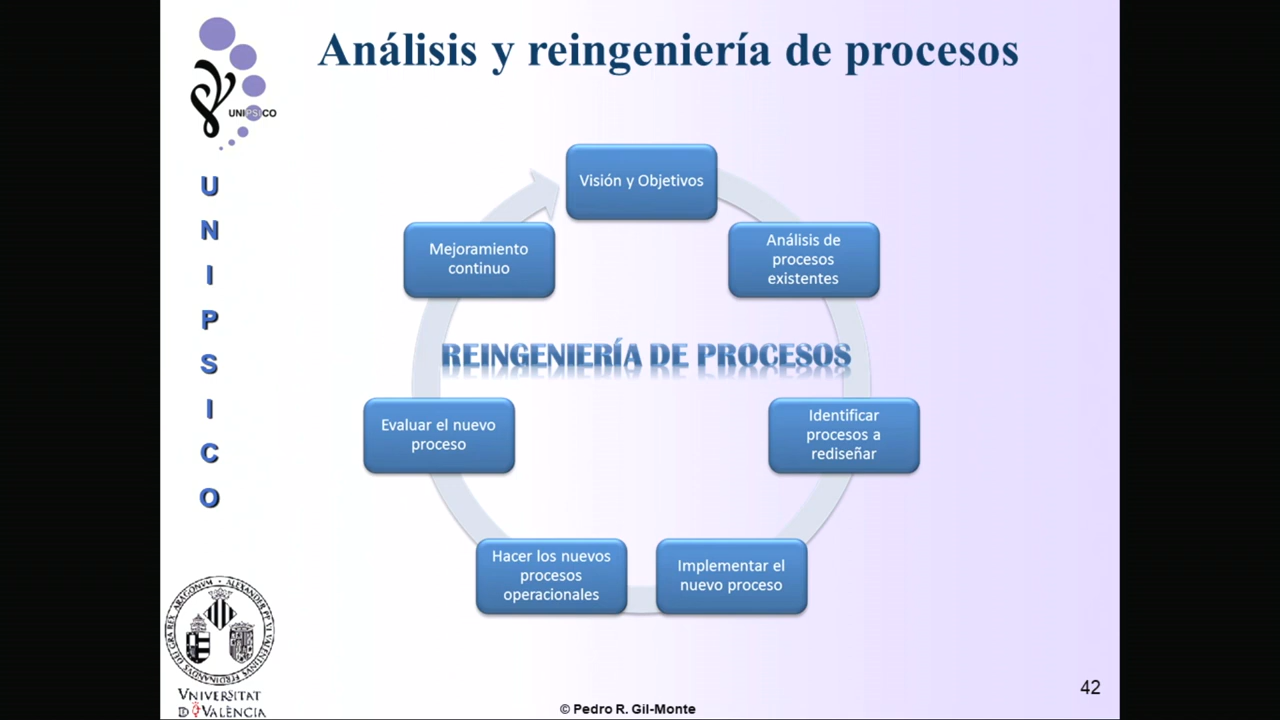 Análisis y reingeniería de procesos
UNIPSICO
U
N
I
P
S
I
C
O
Visión y Objetivos
Análisis de
procesos
existentes
Identificar
procesos a
rediseñar
Implementar el
nuevo proceso
Hacer los nuevos
procesos
operacionales
Evaluar el nuevo
proceso
Mejoramiento
continuo
REINGENIERÍA DE PROCESOS
VNIVERSITAT
D VALÈNCIA
© Pedro R. Gil-Monte
42